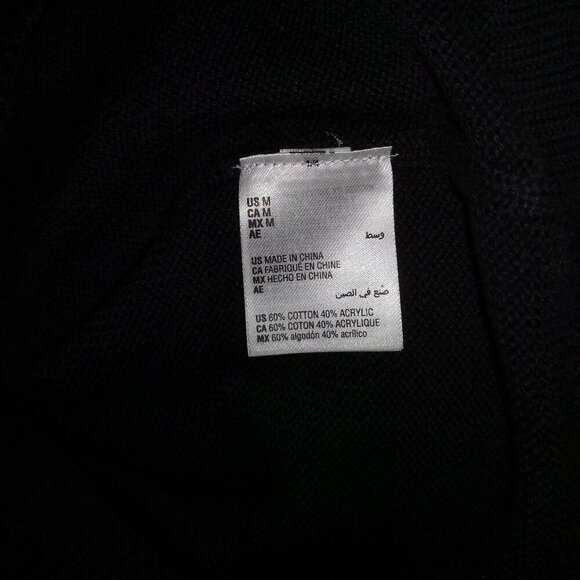 US M
CA M
MX M
AE وسط
US MADE IN CHINA
CA FABRIQUÉ EN CHINE
MX HECHO EN CHINA
AE صنع في الصين
US 60% COTTON 40% ACRYLIC
CA 60% COTON 40% ACRYLIQUE
MX 60% algodón 40% acrílico